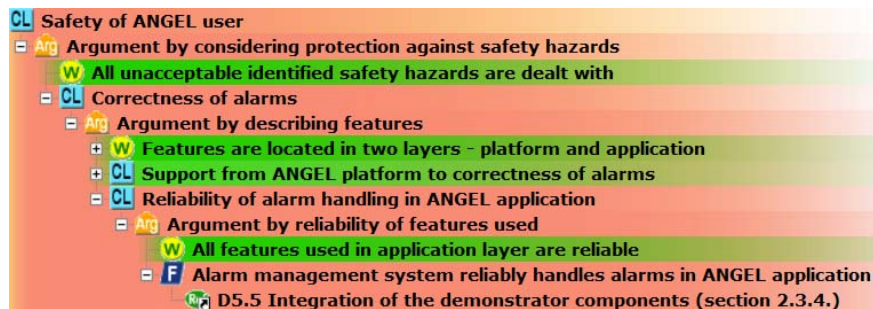 CL Safety of ANGEL user
Arg Argument by considering protection against safety hazards
W All unacceptable identified safety hazards are dealt with
CL Correctness of alarms
Arg Argument by describing features
W Features are located in two layers - platform and application
CL Support from ANGEL platform to correctness of alarms
CL Reliability of alarm handling in ANGEL application
Arg Argument by reliability of features used
W All features used in application layer are reliable
F Alarm management system reliably handles alarms in ANGEL application
D5.5 Integration of the demonstrator components (section 2.3.4.)